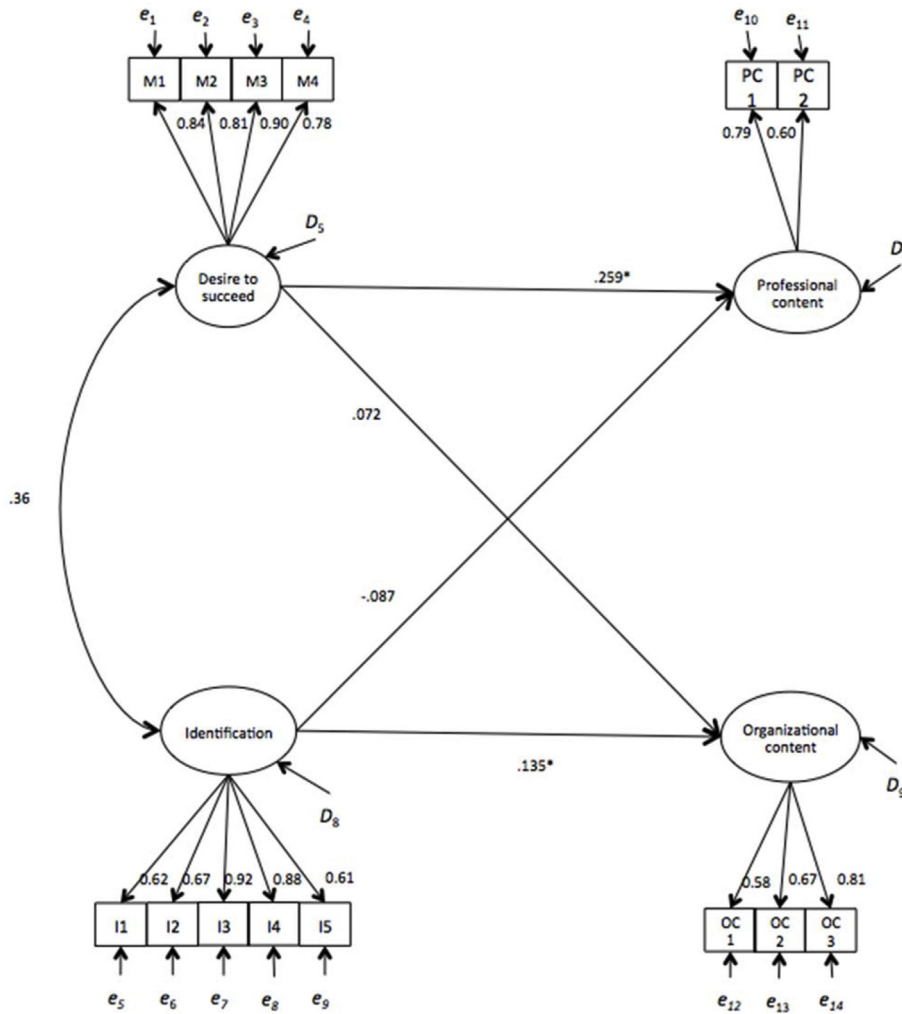 e1 e2 e3 e4
M1 M2 M3 M4
0.84 0.81 0.90 0.78
e10 e11
PC 1 PC 2
0.79 0.60
D5
Desire to
succeed
.259*
D
Professional
content
.072
.36
-.087
Identification
D8
.135*
Organizational
content
D9
0.62 0.67 0.92 0.88 0.61
I1 I2 I3 I4 I5
e5 e6 e7 e8 e9
0.58 0.67 0.81
OC 1 OC 2 OC 3
e12 e13 e14